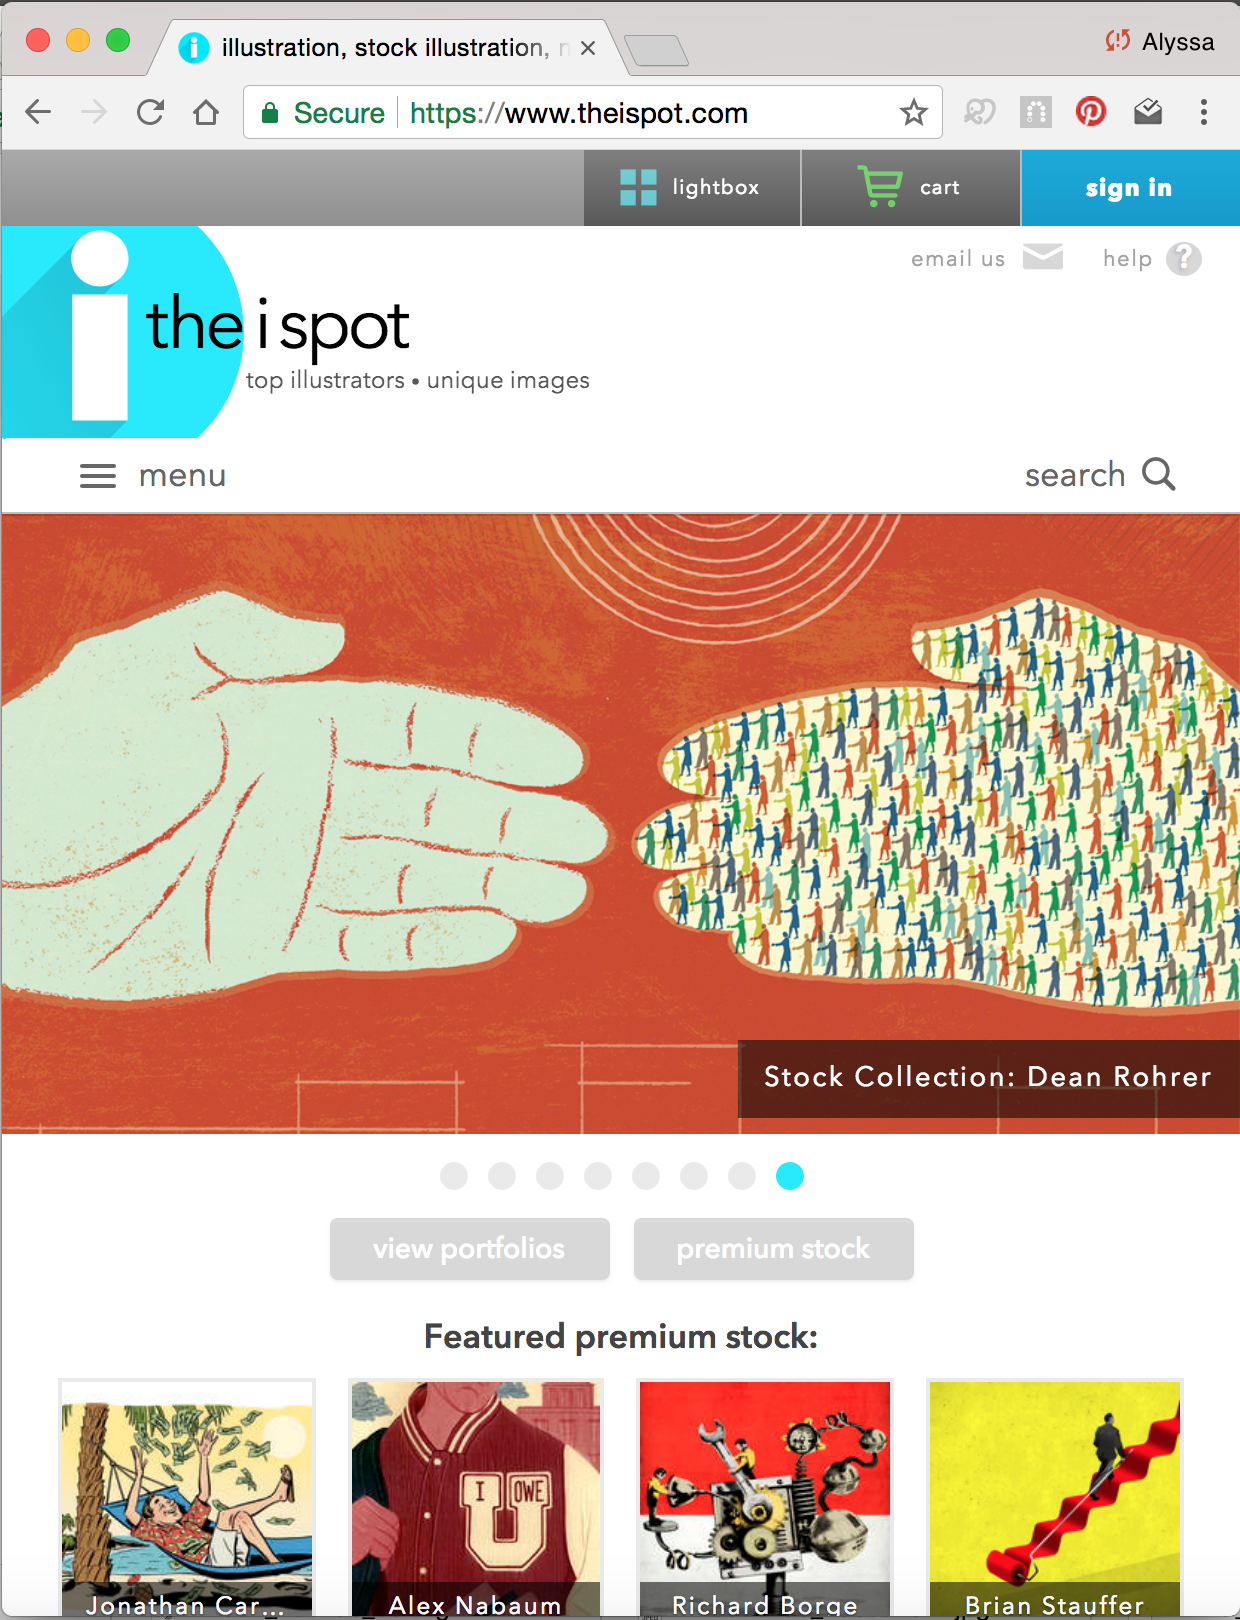 illustration, stock illustration, n
Alyssa
Secure https://www.theispot.com
lightbox
cart
sign in
email us
help ?
i
the i spot
top illustrators • unique images
menu
search
Stock Collection: Dean Rohrer
view portfolios
premium stock
Featured premium stock:
I OWE
U
Jonathan Car...
Alex Nabaum
Richard Borge
Brian Stauffer